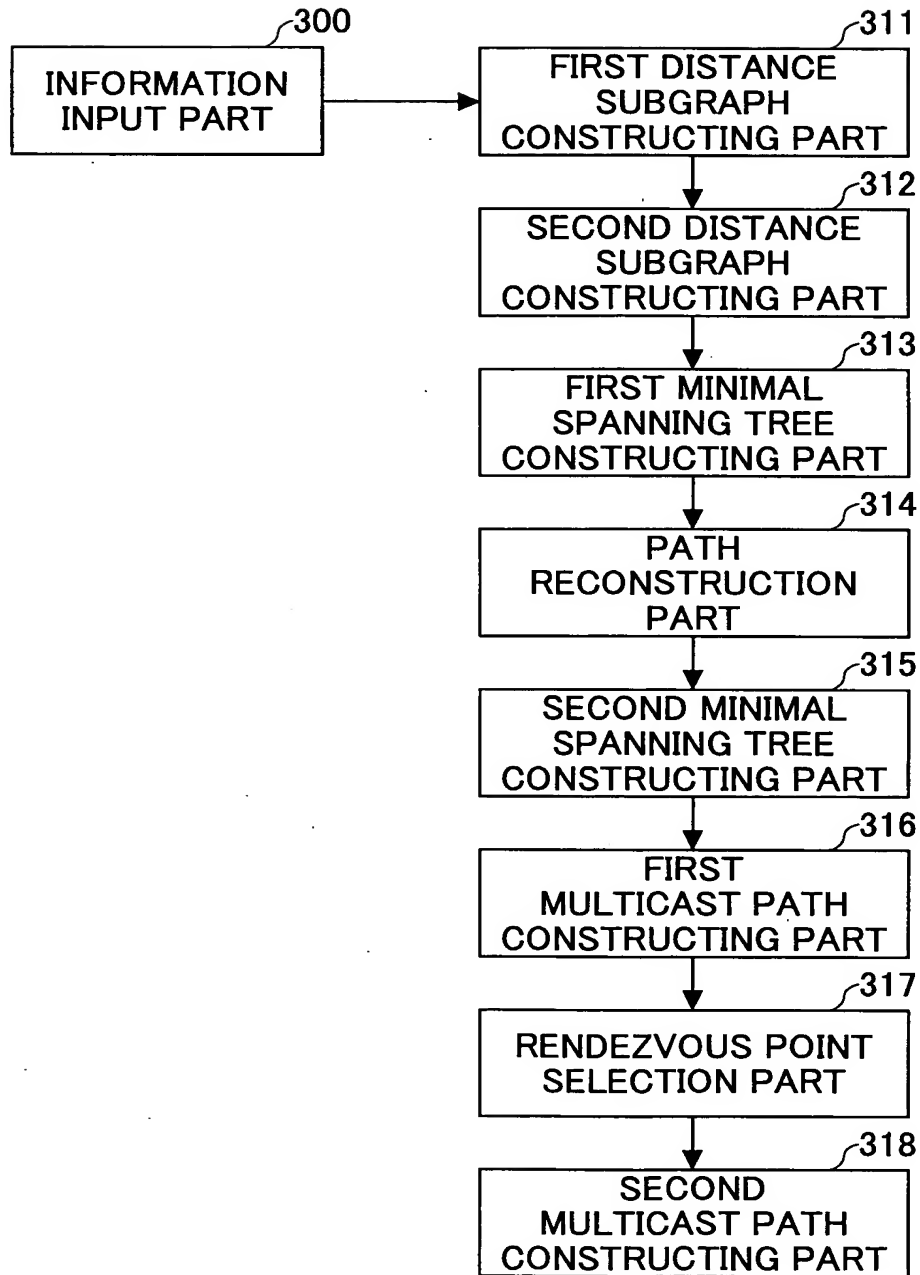 300
INFORMATION
INPUT PART
311
FIRST DISTANCE
SUBGRAPH
CONSTRUCTING PART
312
SECOND DISTANCE
SUBGRAPH
CONSTRUCTING PART
313
FIRST MINIMAL
SPANNING TREE
CONSTRUCTING PART
314
PATH
RECONSTRUCTION
PART
315
SECOND MINIMAL
SPANNING TREE
CONSTRUCTING PART
316
FIRST
MULTICAST PATH
CONSTRUCTING PART
317
RENDEZVOUS POINT
SELECTION PART
318
SECOND
MULTICAST PATH
CONSTRUCTING PART